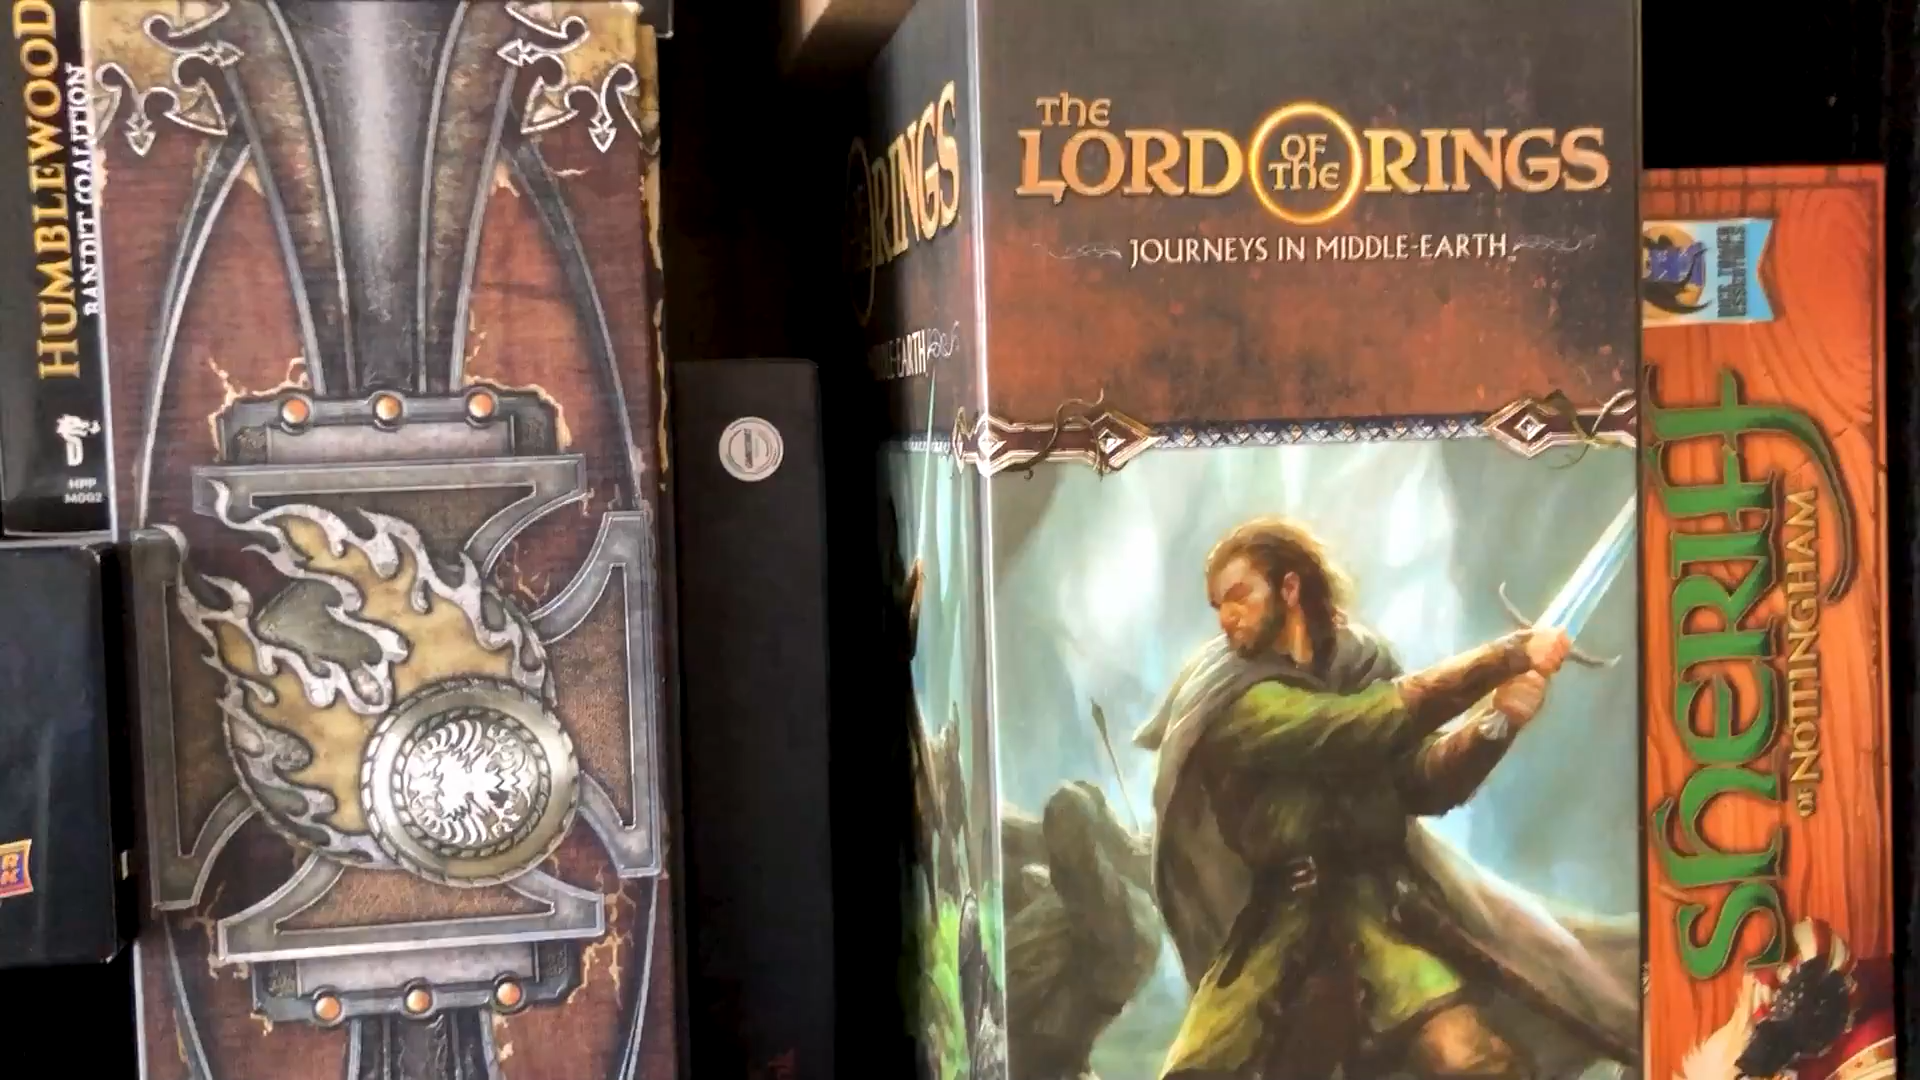 HUMBLEWOOD
BANDIT COALITION
HPP
M002
RINGS
EARTH
THE
LORD OF THE RINGS
JOURNEYS IN MIDDLE-EARTH
SHERIFF
OF NOTTINGHAM